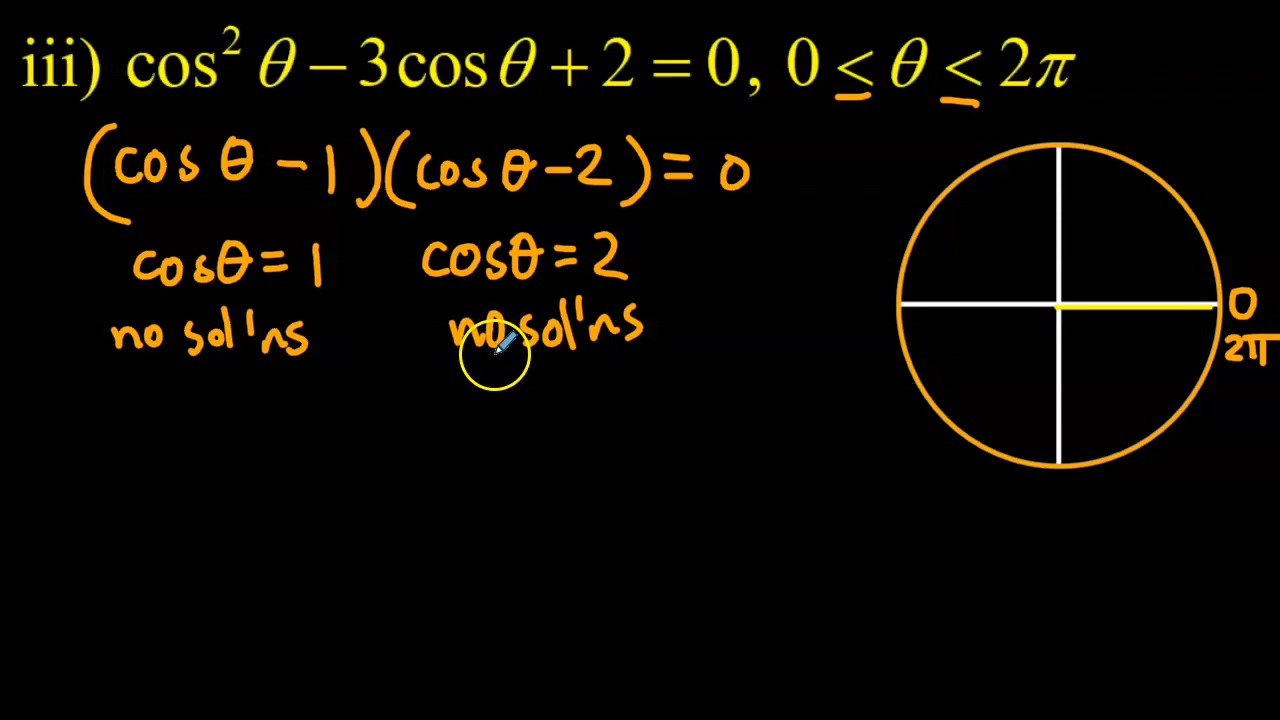 iii) cos² θ − 3cos θ + 2 = 0, 0 < θ < 2π
(cos θ − 1)(cos θ − 2) = 0
cosθ = 1 cosθ = 2
no sol'ns no sol'ns
0
2π